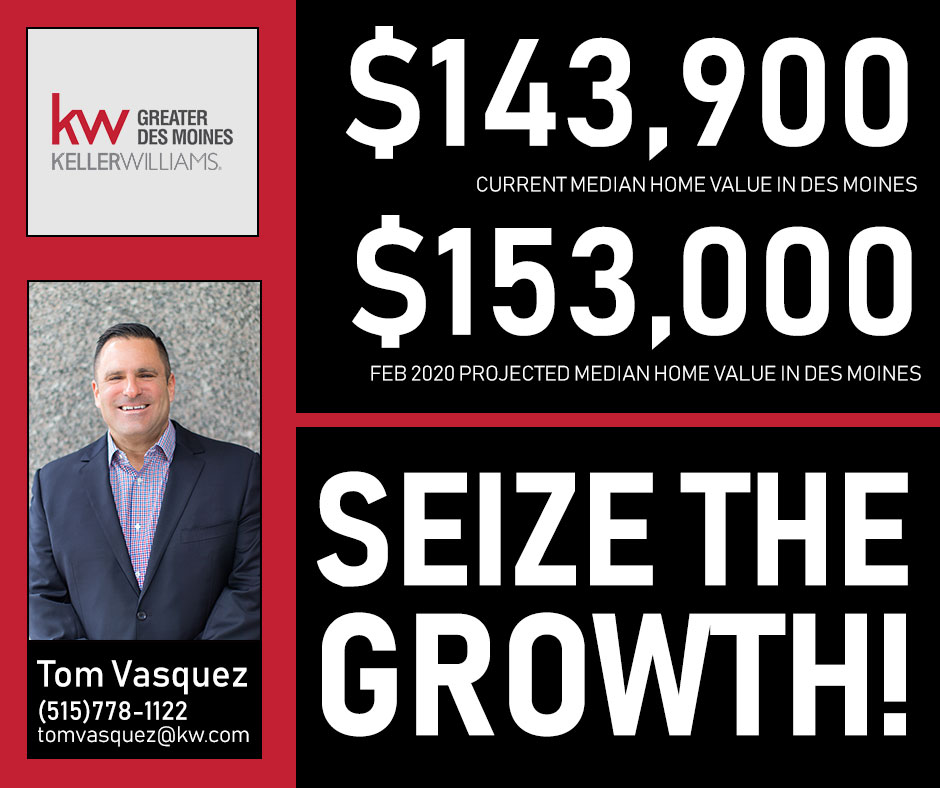 kw GREATER
DES MOINES
KELLERWILLIAMS®
$143,900
CURRENT MEDIAN HOME VALUE IN DES MOINES
$153,000
FEB 2020 PROJECTED MEDIAN HOME VALUE IN DES MOINES
SEIZE THE
GROWTH!
Tom Vasquez
(515)778-1122
tomvasquez@kw.com